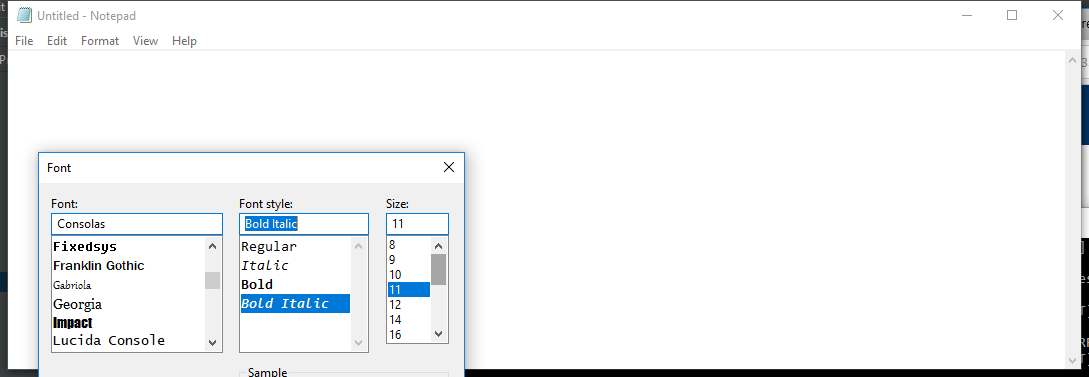 Untitled - Notepad
File Edit Format View Help
Font
Font: Font style: Size:
Consolas Bold Italic 11
Fixedsys Regular 8
Franklin Gothic Italic 9
Gabriola Bold 10
Georgia Bold Italic 11
Impact 12
Lucida Console 14
16
Sample